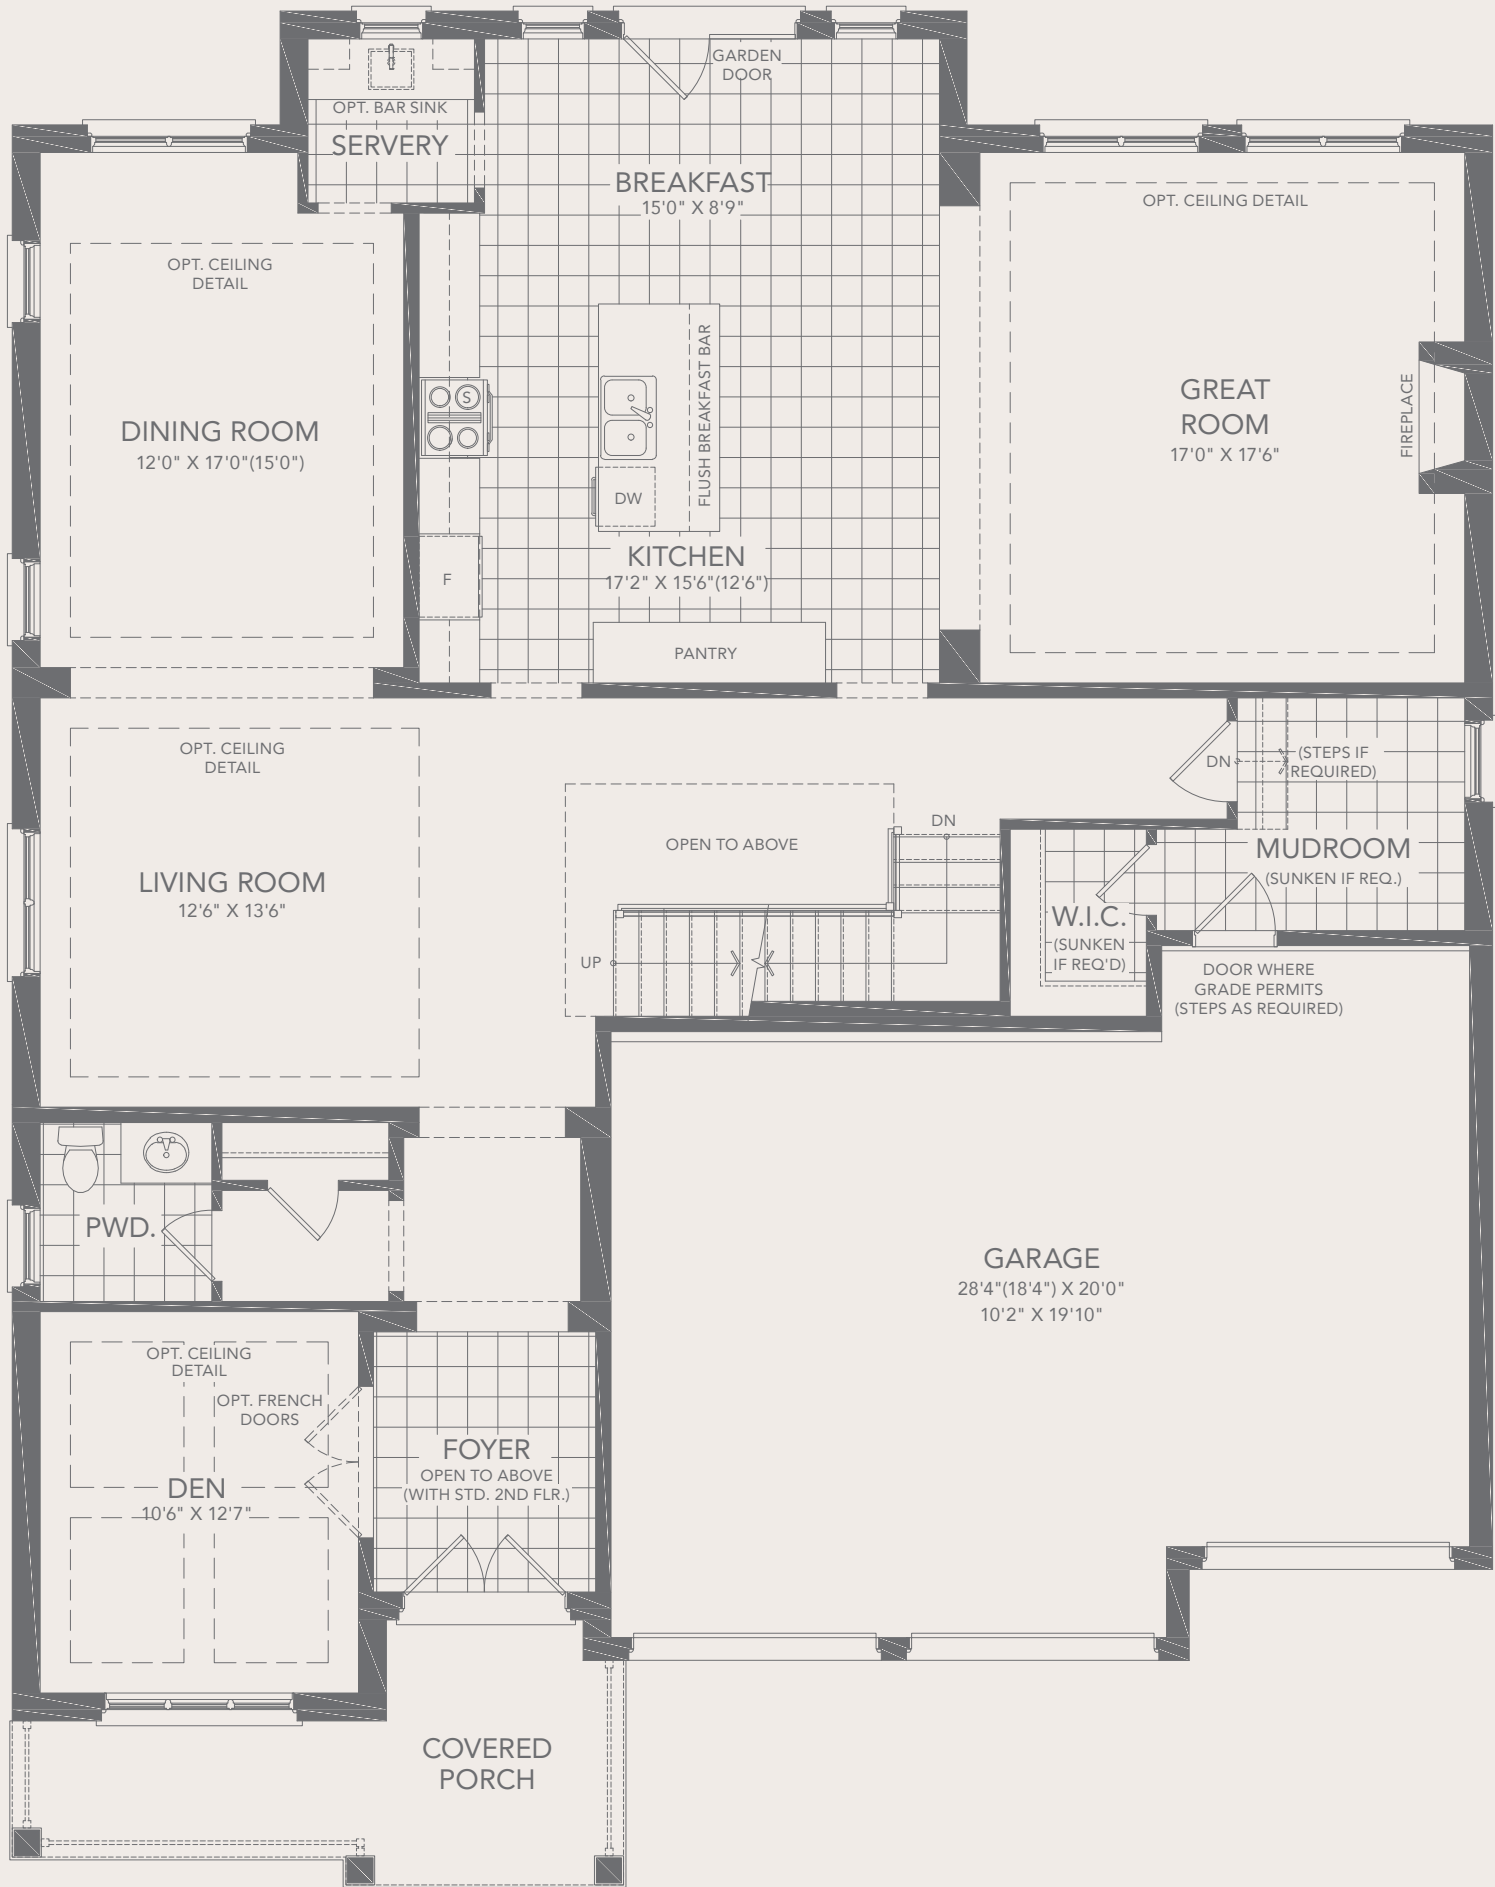 GARDEN
DOOR
OPT. BAR SINK
SERVERY
BREAKFAST
15'0" X 8'9"
OPT. CEILING DETAIL
OPT. CEILING
DETAIL
DINING ROOM
12'0" X 17'0"(15'0")
S
FLUSH BREAKFAST BAR
DW
F
KITCHEN
17'2" X 15'6"(12'6")
PANTRY
GREAT
ROOM
17'0" X 17'6"
FIREPLACE
OPT. CEILING
DETAIL
LIVING ROOM
12'6" X 13'6"
OPEN TO ABOVE
DN
UP
DN
(STEPS IF
REQUIRED)
MUDROOM
(SUNKEN IF REQ.)
W.I.C.
(SUNKEN
IF REQ'D)
DOOR WHERE
GRADE PERMITS
(STEPS AS REQUIRED)
PWD.
GARAGE
28'4"(18'4") X 20'0"
10'2" X 19'10"
OPT. CEILING
DETAIL
OPT. FRENCH
DOORS
DEN
10'6" X 12'7"
FOYER
OPEN TO ABOVE
(WITH STD. 2ND FLR.)
COVERED
PORCH